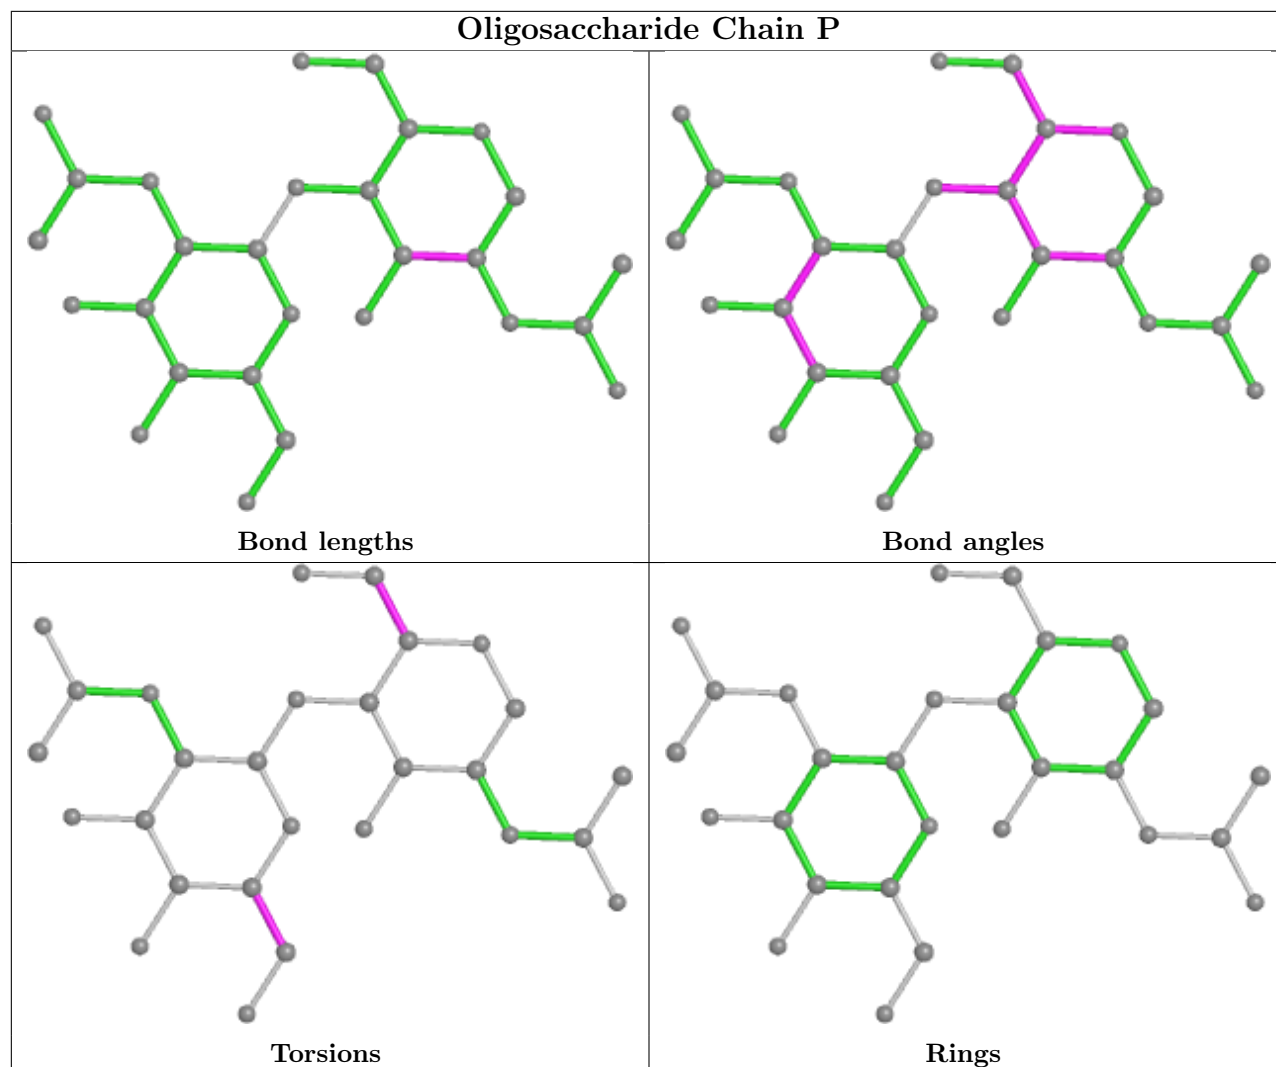 Oligosaccharide Chain P
Bond lengths
Bond angles
Torsions
Rings